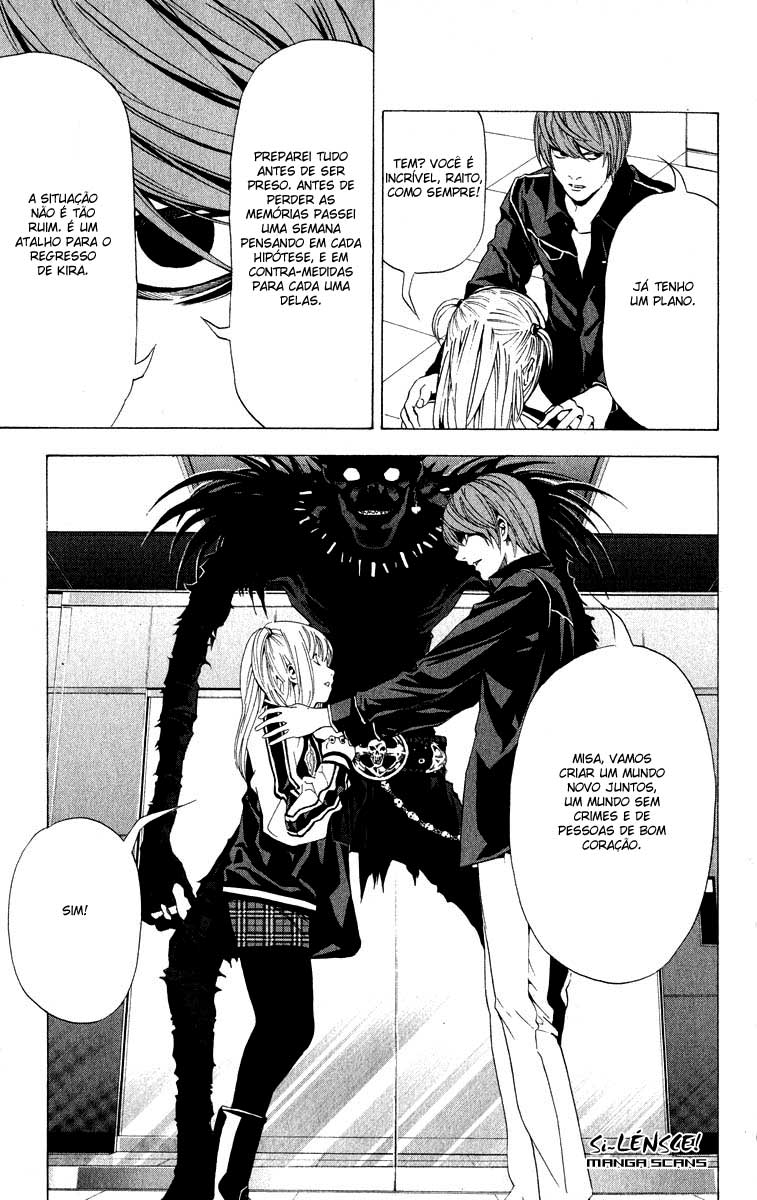 JÁ TENHO
UM PLANO.
TEM? VOCÊ É
INCRÍVEL, RAITO,
COMO SEMPRE!
PREPAREI TUDO
ANTES DE SER
PRESO. ANTES DE
PERDER AS
MEMÓRIAS PASSEI
UMA SEMANA
PENSANDO EM CADA
HIPÓTESE, E EM
CONTRA-MEDIDAS
PARA CADA UMA
DELAS.
A SITUAÇÃO
NÃO É TÃO
RUIM. É UM
ATALHO PARA O
REGRESSO
DE KIRA.
MISA, VAMOS
CRIAR UM MUNDO
NOVO JUNTOS,
UM MUNDO SEM
CRIMES E DE
PESSOAS DE BOM
CORAÇÃO.
SIM!
Si-LÉNSCE!
MANGA SCANS